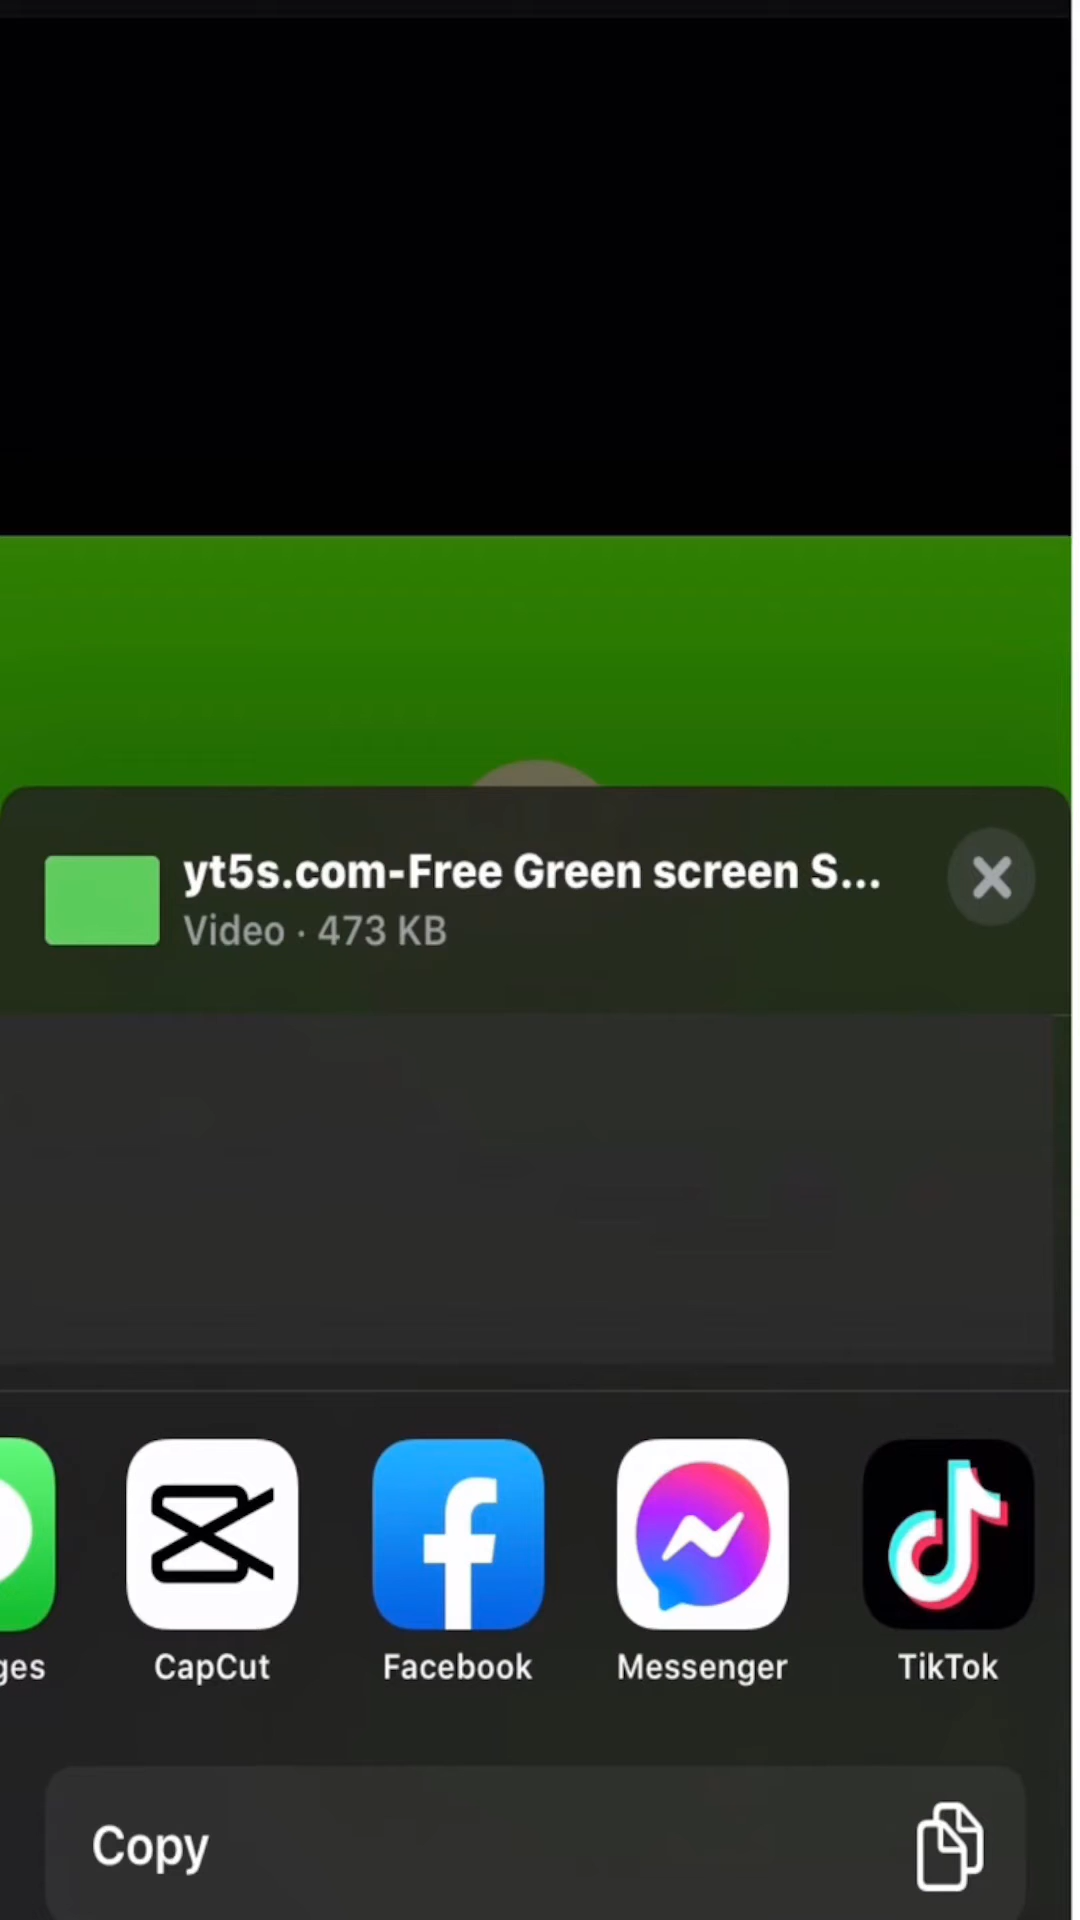 yt5s.com-Free Green screen S...
Video · 473 KB
ges
CapCut
Facebook
Messenger
TikTok
Copy